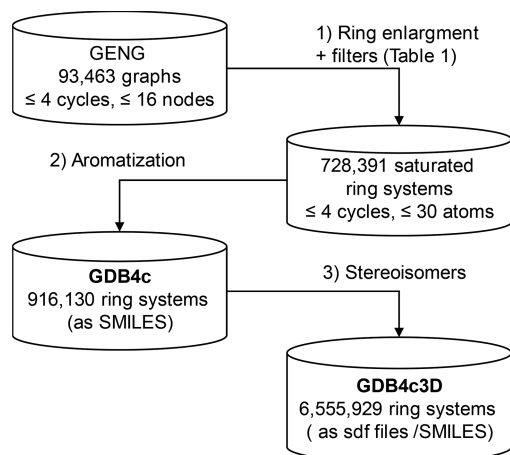 GENG
93,463 graphs
≤ 4 cycles, ≤ 16 nodes
1) Ring enlargment
+ filters (Table 1)
2) Aromatization
728,391 saturated
ring systems
≤ 4 cycles, ≤ 30 atoms
GDB4c
916,130 ring systems
(as SMILES)
3) Stereoisomers
GDB4c3D
6,555,929 ring systems
( as sdf files /SMILES)